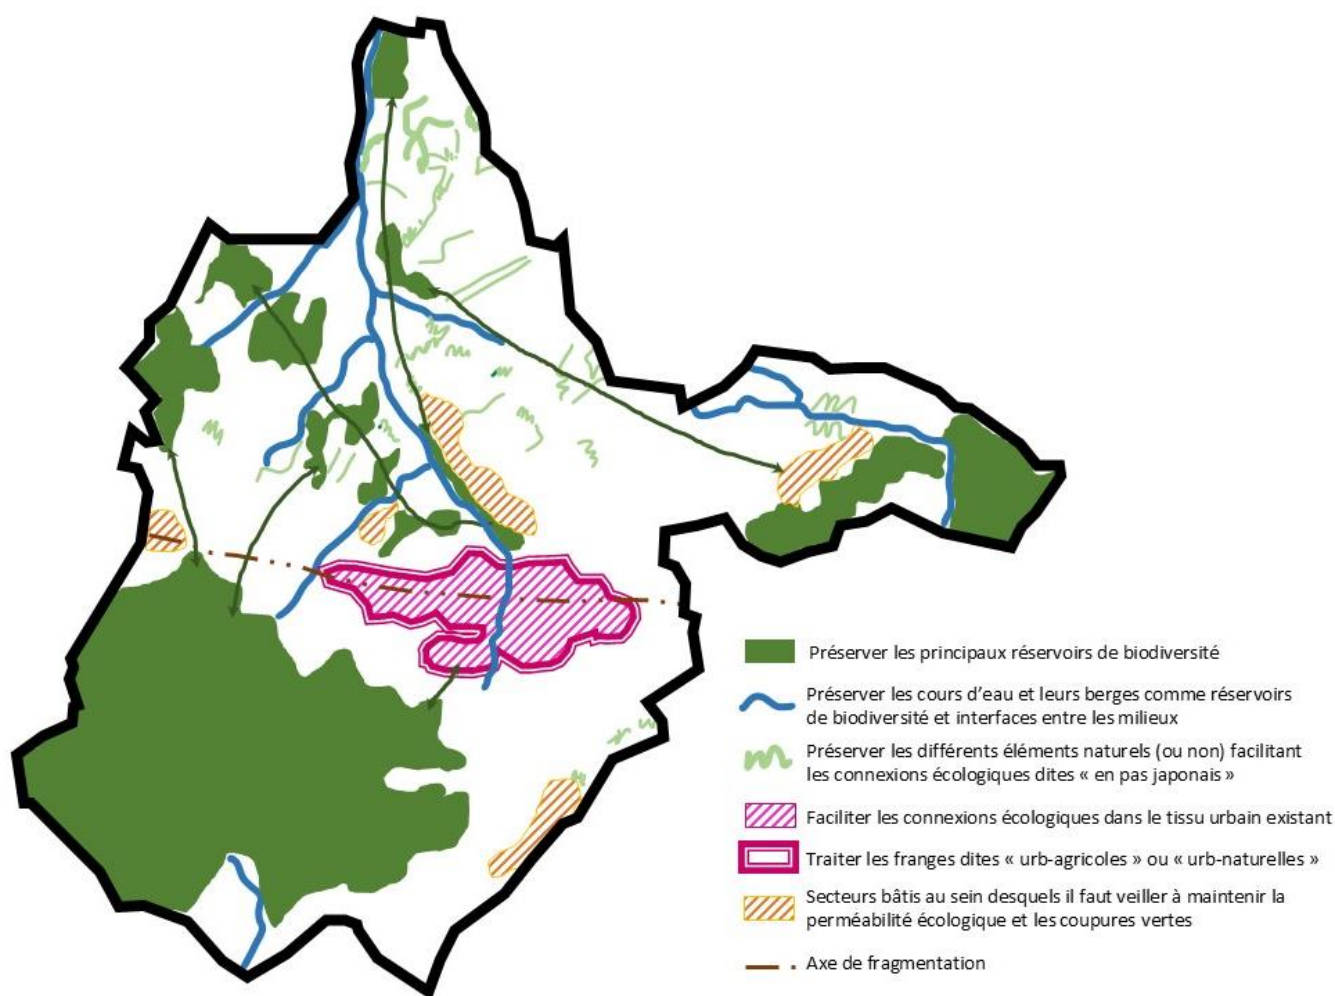 Préserver les principaux réservoirs de biodiversité
Préserver les cours d'eau et leurs berges comme réservoirs
de biodiversité et interfaces entre les milieux
Préserver les différents éléments naturels (ou non) facilitant
les connexions écologiques dites « en pas japonais »
Faciliter les connexions écologiques dans le tissu urbain existant
Traiter les franges dites « urb-agricoles » ou « urb-naturelles »
Secteurs bâtis au sein desquels il faut veiller à maintenir la
perméabilité écologique et les coupures vertes
Axe de fragmentation